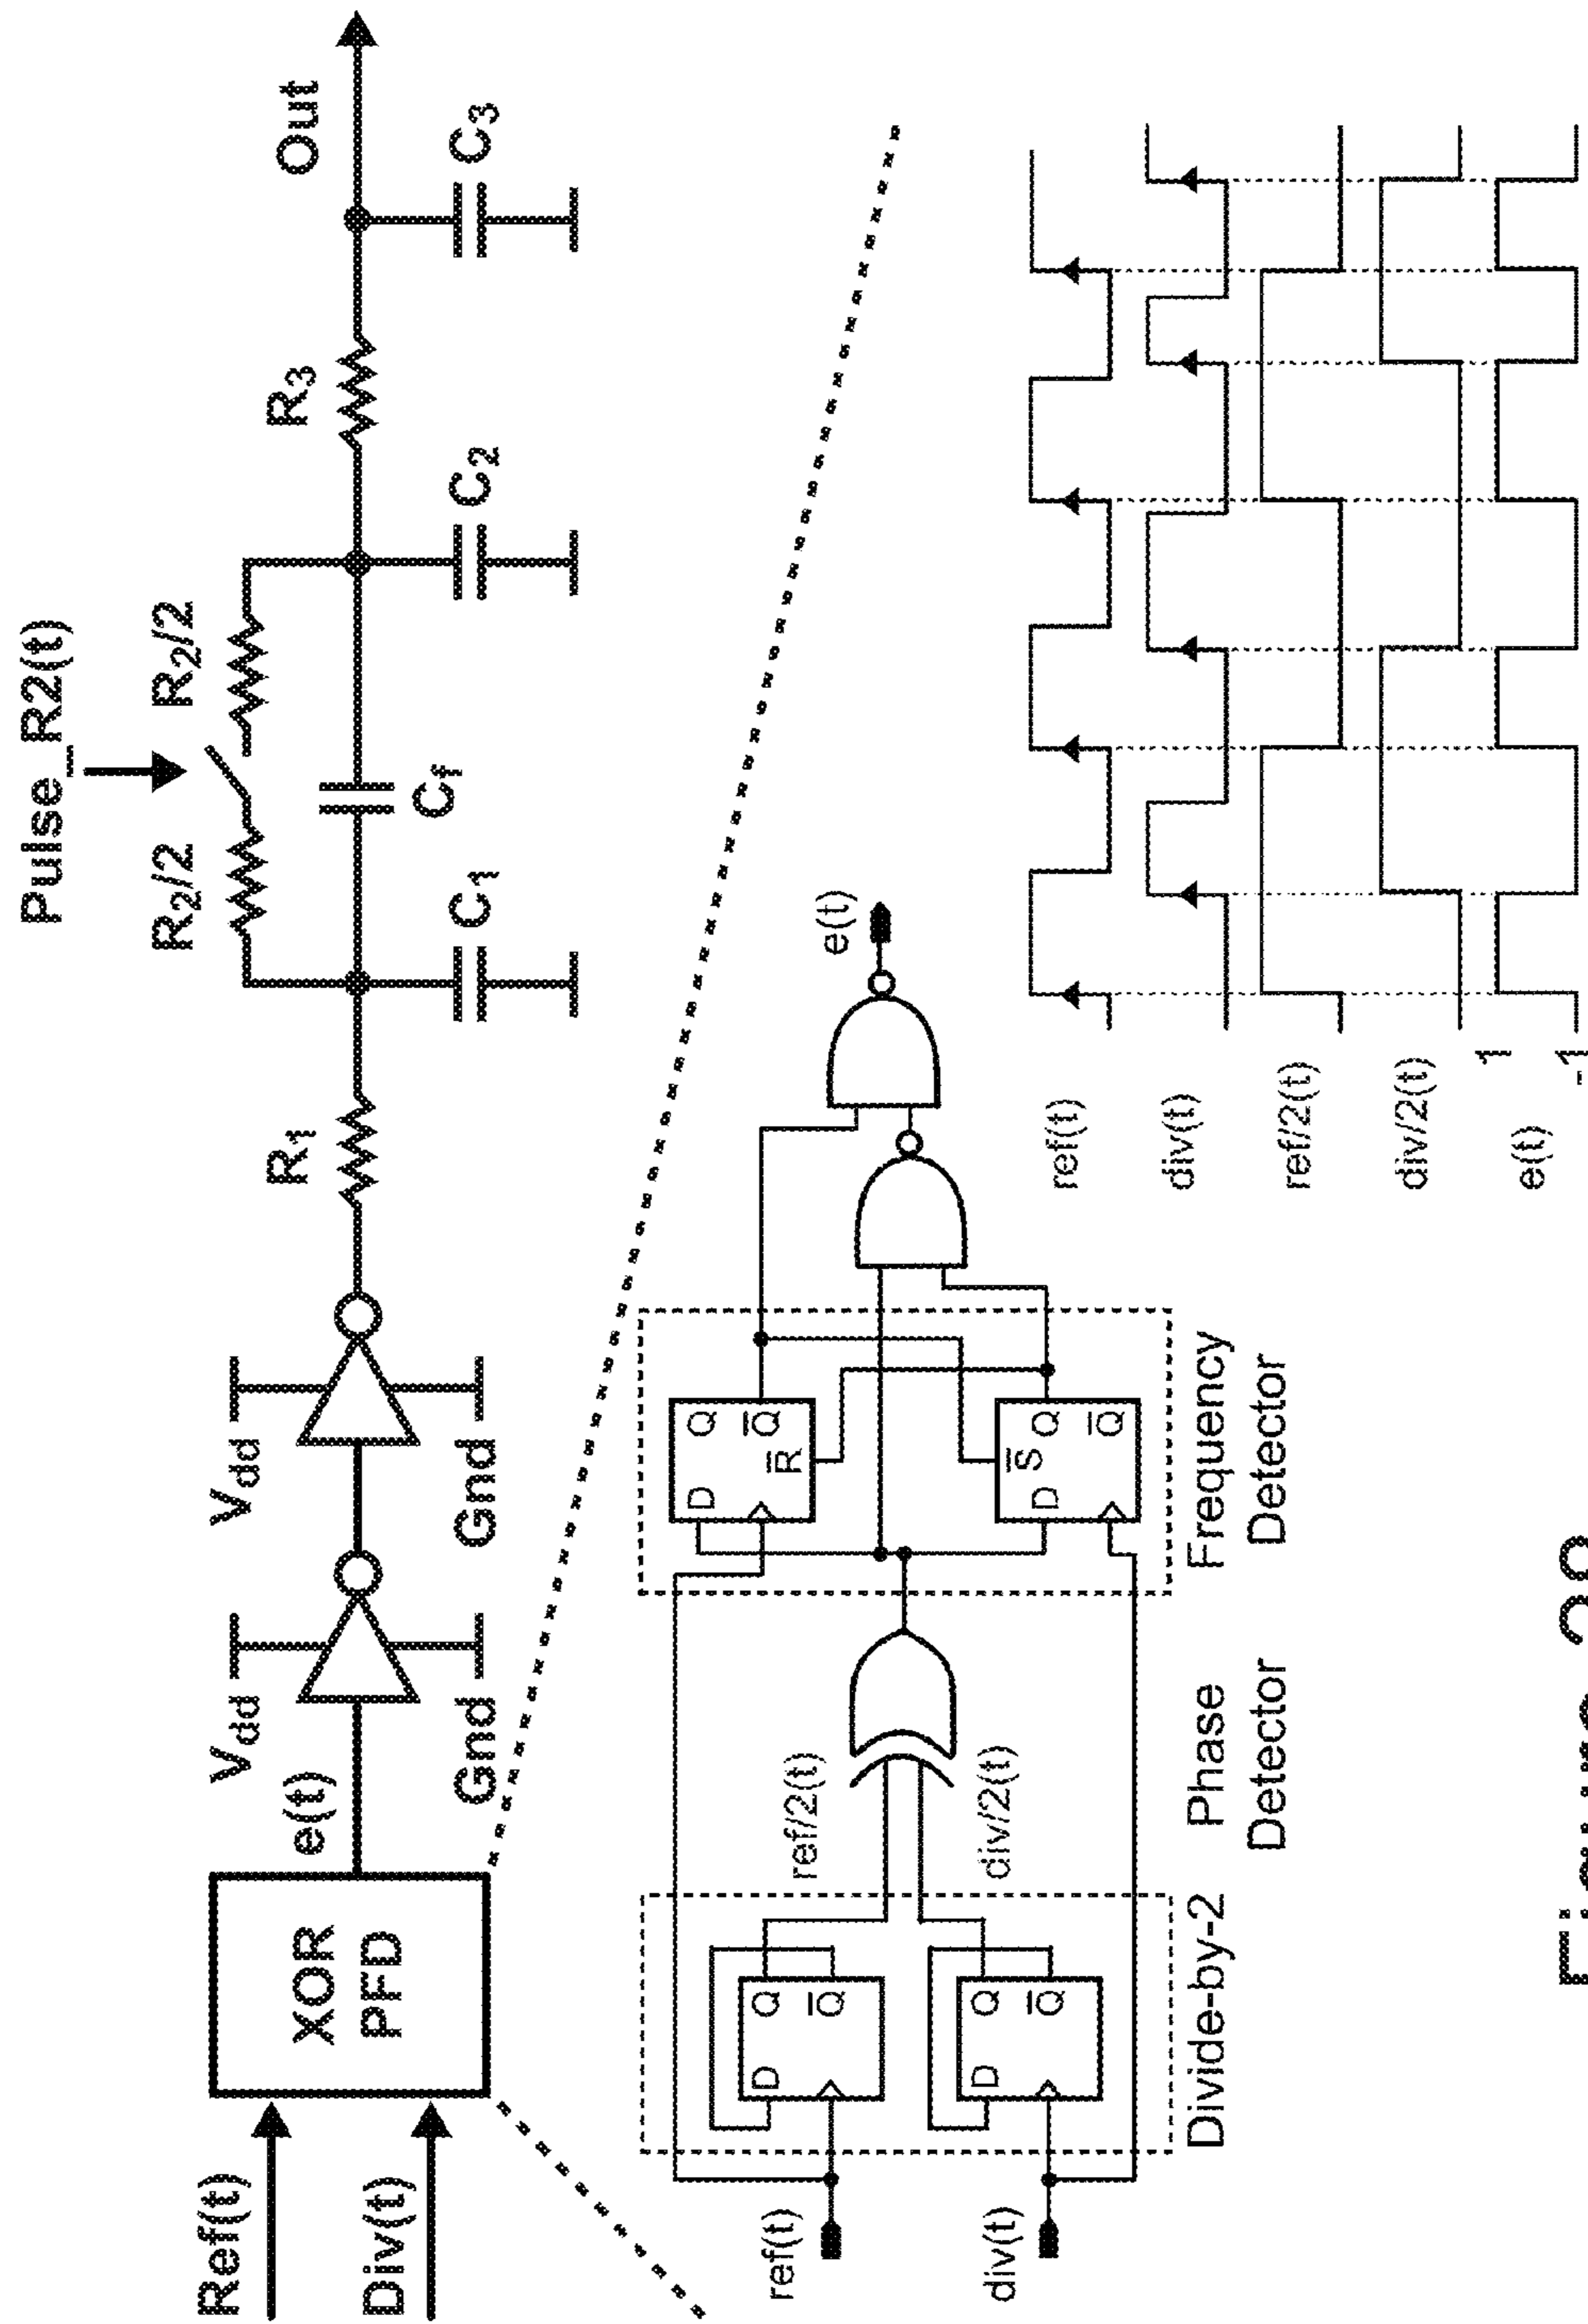 Pulse_R2(t)
R2/2
R2/2
Ref(t)
Div(t)
XOR
PFD
e(t)
Vdd
Gnd
Vdd
Gnd
R1
C1
Cf
C2
R3
C3
Out
ref(t)
div(t)
D
Q
Q̅
D
Q
Q̅
Divide-by-2
ref/2(t)
div/2(t)
Phase
Detector
D
Q
Q̅
R̅
S̅
D
Q
Q̅
Frequency
Detector
e(t)
ref(t)
div(t)
ref/2(t)
div/2(t)
1
e(t)
-1